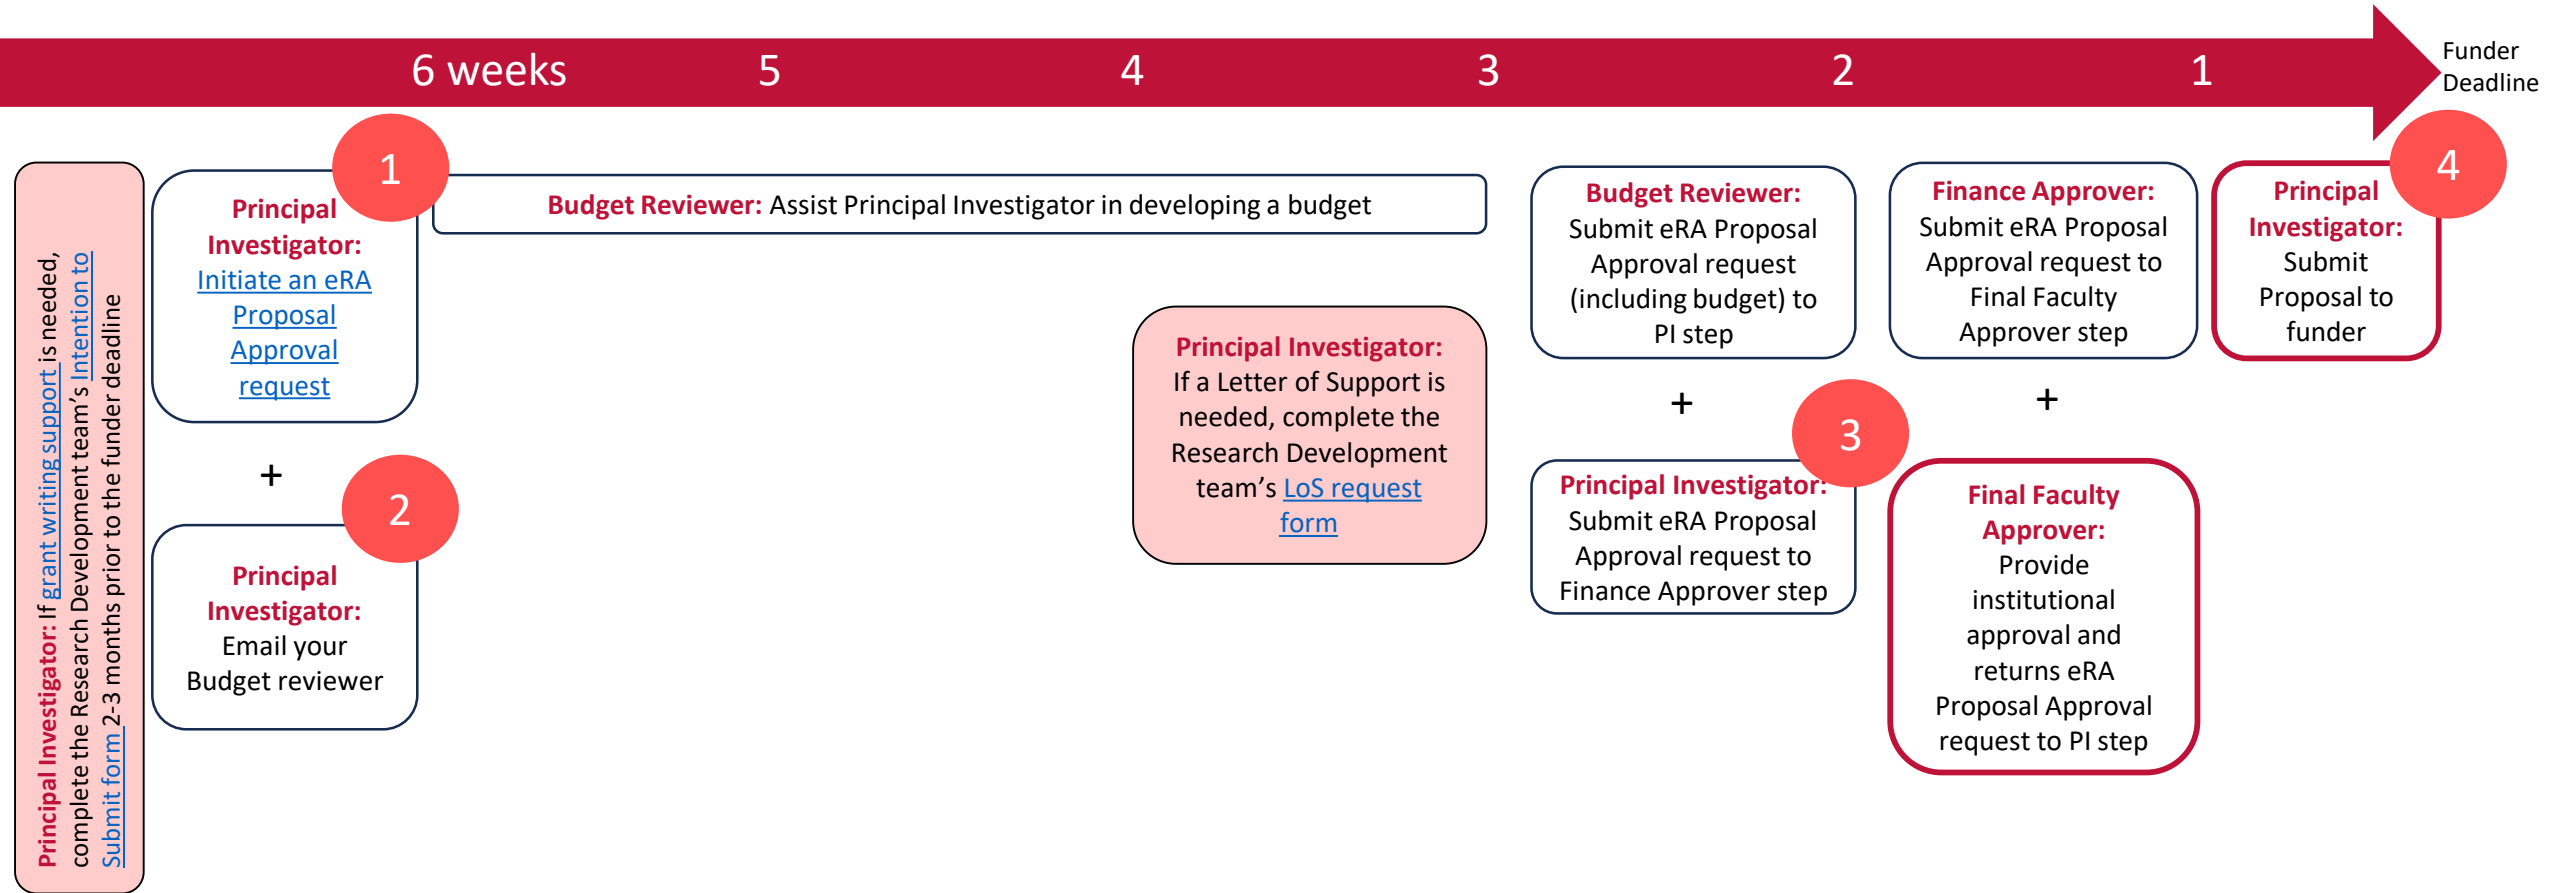 6 weeks
5
4
3
2
1
Funder
Deadline
Principal Investigator: If grant writing support is needed,
complete the Research Development team’s Intention to
Submit form 2-3 months prior to the funder deadline
1
Principal
Investigator:
Initiate an eRA
Proposal
Approval
request
+
2
Principal
Investigator:
Email your
Budget reviewer
Budget Reviewer: Assist Principal Investigator in developing a budget
Principal Investigator:
If a Letter of Support is
needed, complete the
Research Development
team’s LoS request
form
Budget Reviewer:
Submit eRA Proposal
Approval request
(including budget) to
PI step
+
3
Principal Investigator:
Submit eRA Proposal
Approval request to
Finance Approver step
Finance Approver:
Submit eRA Proposal
Approval request to
Final Faculty
Approver step
+
Final Faculty
Approver:
Provide
institutional
approval and
returns eRA
Proposal Approval
request to PI step
4
Principal
Investigator:
Submit
Proposal to
funder